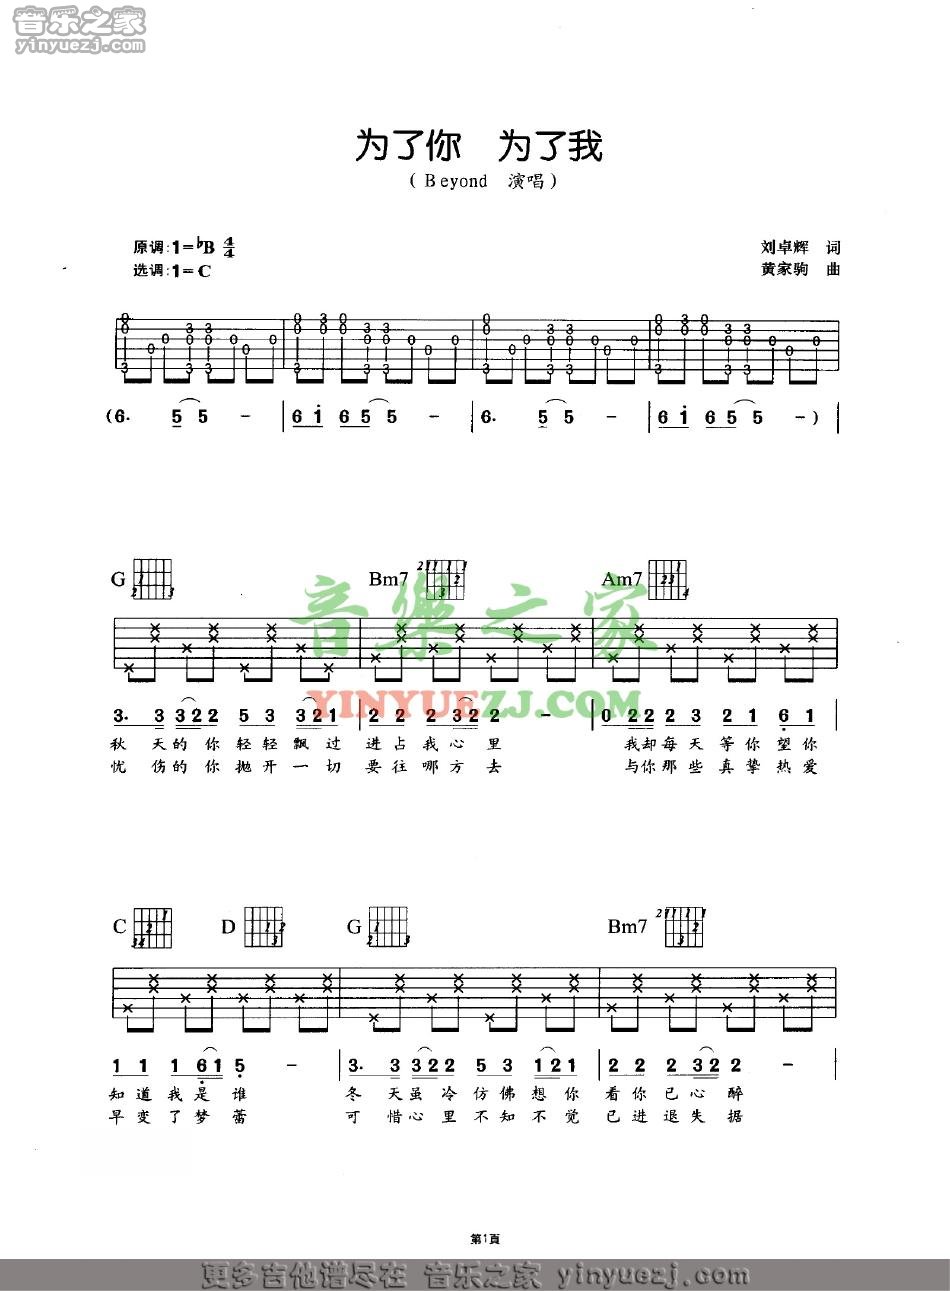 音乐之家
yinyuezj.com
为了你 为了我
(Beyond 演唱)
原调:1=♭B 4/4
刘卓辉 词
选调:1=C
黄家驹 曲
(6· 5 5 - | 6 i 6 5 5 - | 6· 5 5 - | 6 i 6 5 5 - ) |
G Bm7 Am7
音樂之家
YINYUEZJ.COM
3· 3 3 2 2 5 3 3 2 1 | 2 2 2 3 2 2 - | 0 2 2 2 3 2 1 6 1 |
秋 天的你轻轻飘过 进占我心里 我却每天等你望你
忧 伤的你抛开一切 要往哪方去 与你那些真挚热爱
C D G Bm7
1 1 1 6 1 5 - | 3· 3 3 2 2 5 3 1 2 1 | 2 2 2 3 2 2 - |
知道我是谁 冬 天虽冷仿佛想你 看你已心醉
早变了梦蕾 可 惜心里不知不觉 已进退失据
第1頁
更多吉他谱尽在 音乐之家 yinyuezj.com